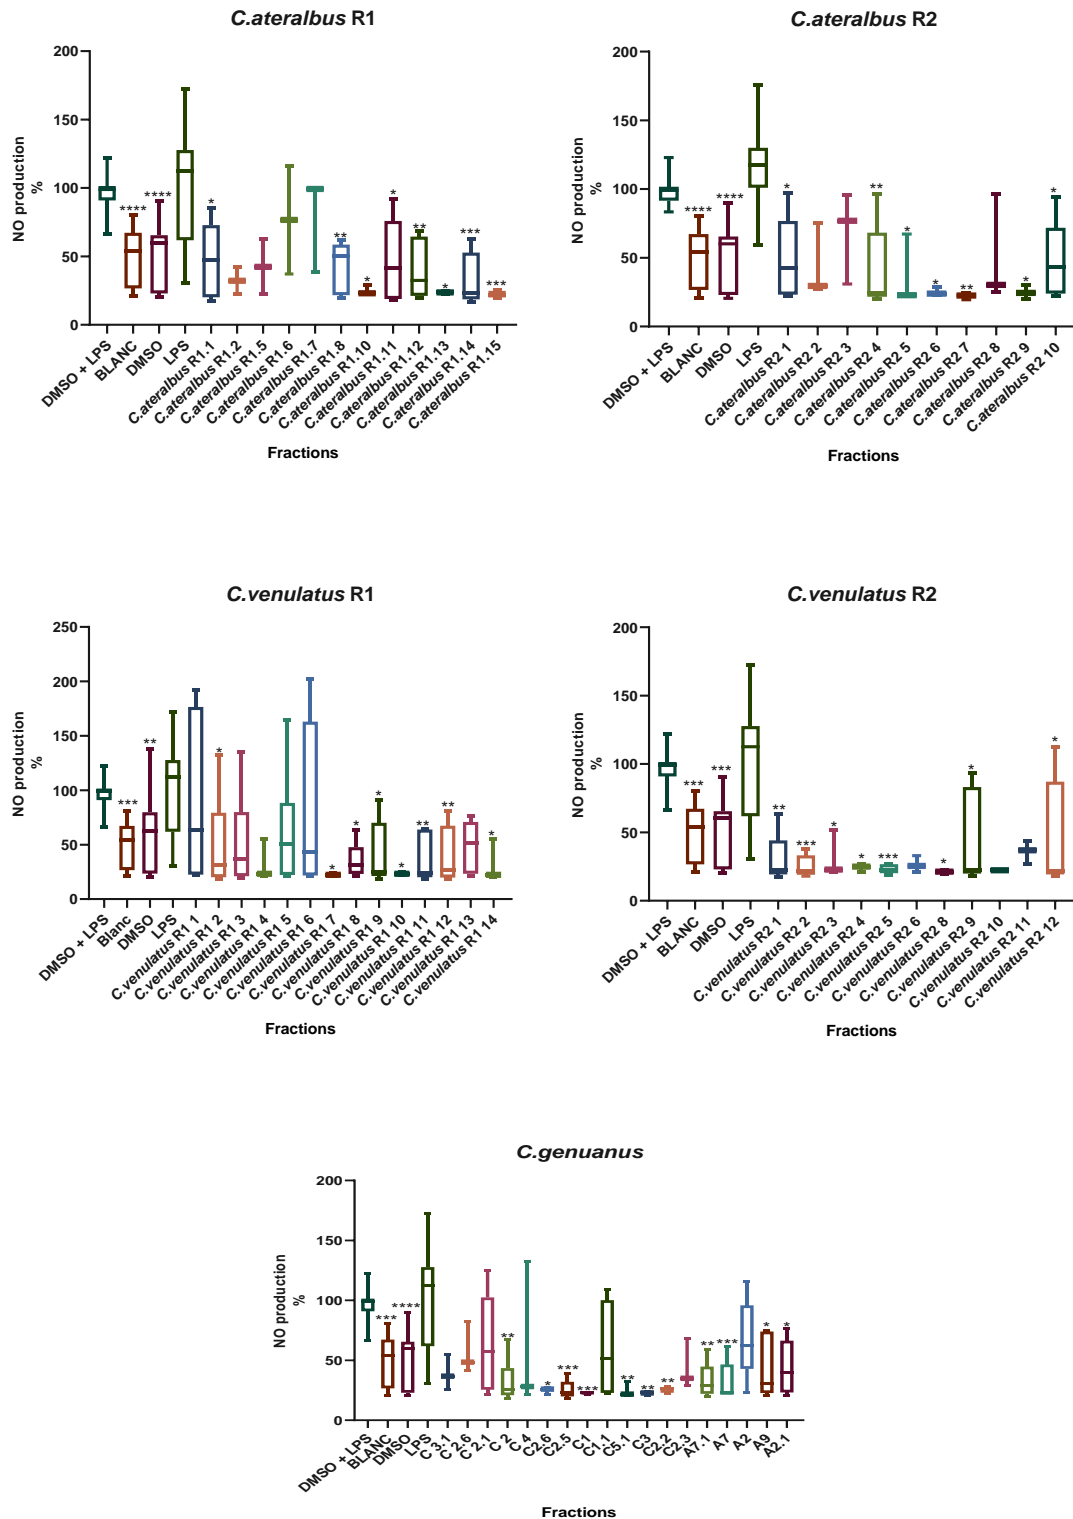 C.ateralbus R1
NO production
%
200
150
100
50
0
**** **** * ** * * ** * *** ***
DMSO + LPS
BLANC
DMSO
LPS
C.ateralbus R1.1
C.ateralbus R1.2
C.ateralbus R1.5
C.ateralbus R1.6
C.ateralbus R1.7
C.ateralbus R1.8
C.ateralbus R1.10
C.ateralbus R1.11
C.ateralbus R1.12
C.ateralbus R1.13
C.ateralbus R1.14
C.ateralbus R1.15
Fractions
C.ateralbus R2
NO production
%
200
150
100
50
0
**** **** * ** * * ** * *
DMSO + LPS
BLANC
DMSO
LPS
C.ateralbus R2 1
C.ateralbus R2 2
C.ateralbus R2 3
C.ateralbus R2 4
C.ateralbus R2 5
C.ateralbus R2 6
C.ateralbus R2 7
C.ateralbus R2 8
C.ateralbus R2 9
C.ateralbus R2 10
Fractions
C.venulatus R1
NO production
%
250
200
150
100
50
0
*** ** * * * * * ** ** *
DMSO + LPS
Blanc
DMSO
LPS
C.venulatus R1 1
C.venulatus R1 2
C.venulatus R1 3
C.venulatus R1 4
C.venulatus R1 5
C.venulatus R1 6
C.venulatus R1 7
C.venulatus R1 8
C.venulatus R1 9
C.venulatus R1 10
C.venulatus R1 11
C.venulatus R1 12
C.venulatus R1 13
C.venulatus R1 14
Fractions
C.venulatus R2
NO production
%
200
150
100
50
0
*** *** ** *** * * *** * * *
DMSO + LPS
BLANC
DMSO
LPS
C.venulatus R2 1
C.venulatus R2 2
C.venulatus R2 3
C.venulatus R2 4
C.venulatus R2 5
C.venulatus R2 6
C.venulatus R2 8
C.venulatus R2 9
C.venulatus R2 10
C.venulatus R2 11
C.venulatus R2 12
Fractions
C.genuanus
NO production
%
200
150
100
50
0
*** **** ** * *** *** ** ** ** ** *** * *
DMSO + LPS
BLANC
DMSO
LPS
C 3.1
C 2.6
C 2.1
C 2
C 4
C2.6
C2.5
C1
C1.1
C5.1
C3
C2.2
C2.3
A7.1
A7
A2
A9
A2.1
Fractions